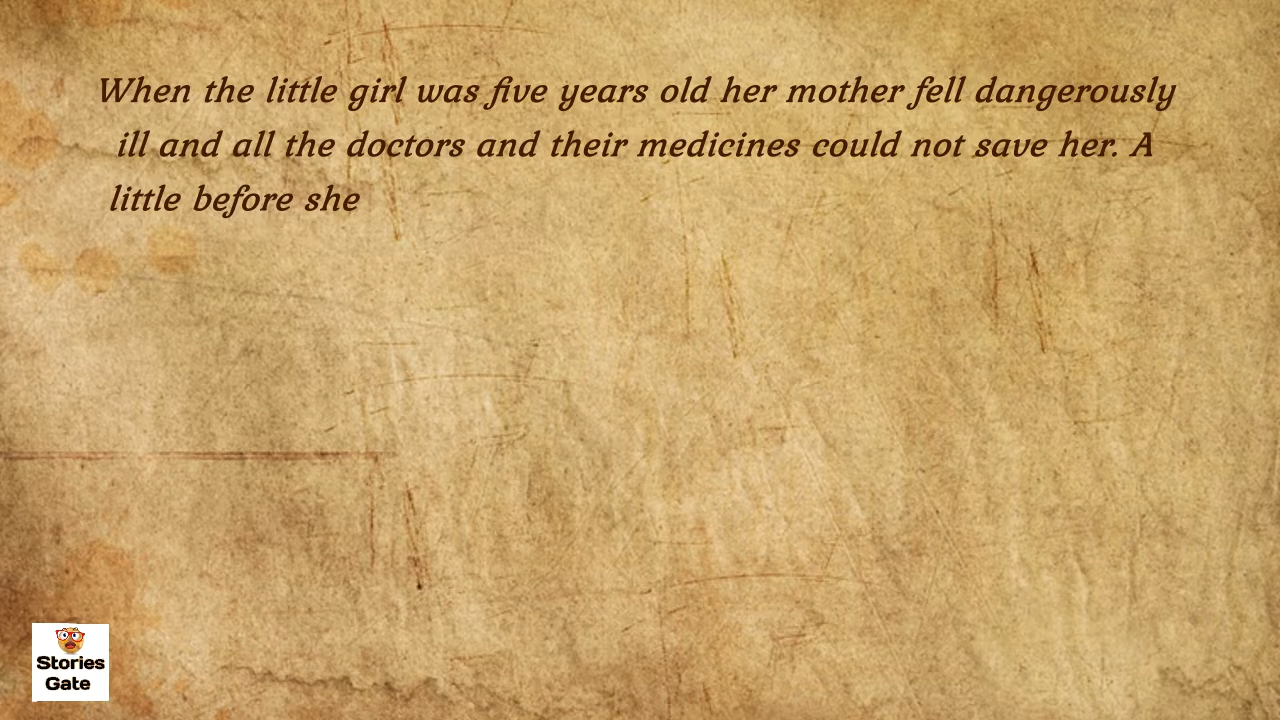 When the little girl was five years old her mother fell dangerously
ill and all the doctors and their medicines could not save her. A
little before she
Stories
Gate